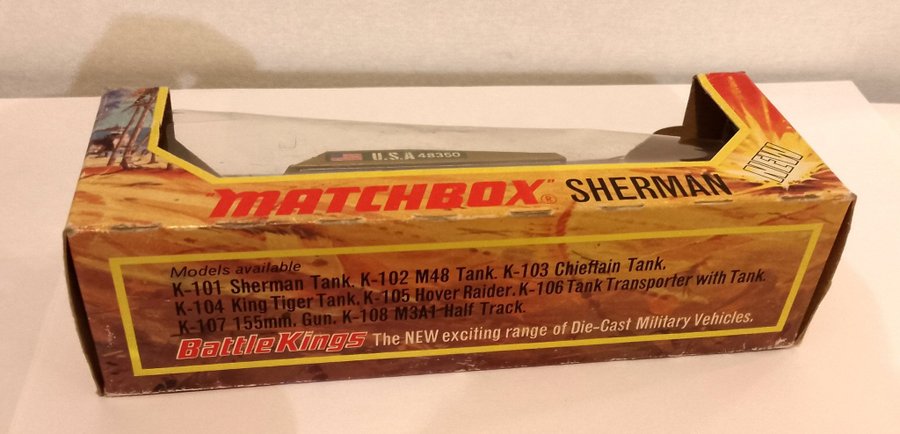 U.S.A 48350
MATCHBOX ® SHERMAN NEW
Models available
K-101 Sherman Tank. K-102 M48 Tank. K-103 Chieftain Tank.
K-104 King Tiger Tank. K-105 Hover Raider. K-106 Tank Transporter with Tank.
K-107 155mm. Gun. K-108 M3A1 Half Track.
BattleKings The NEW exciting range of Die-Cast Military Vehicles.